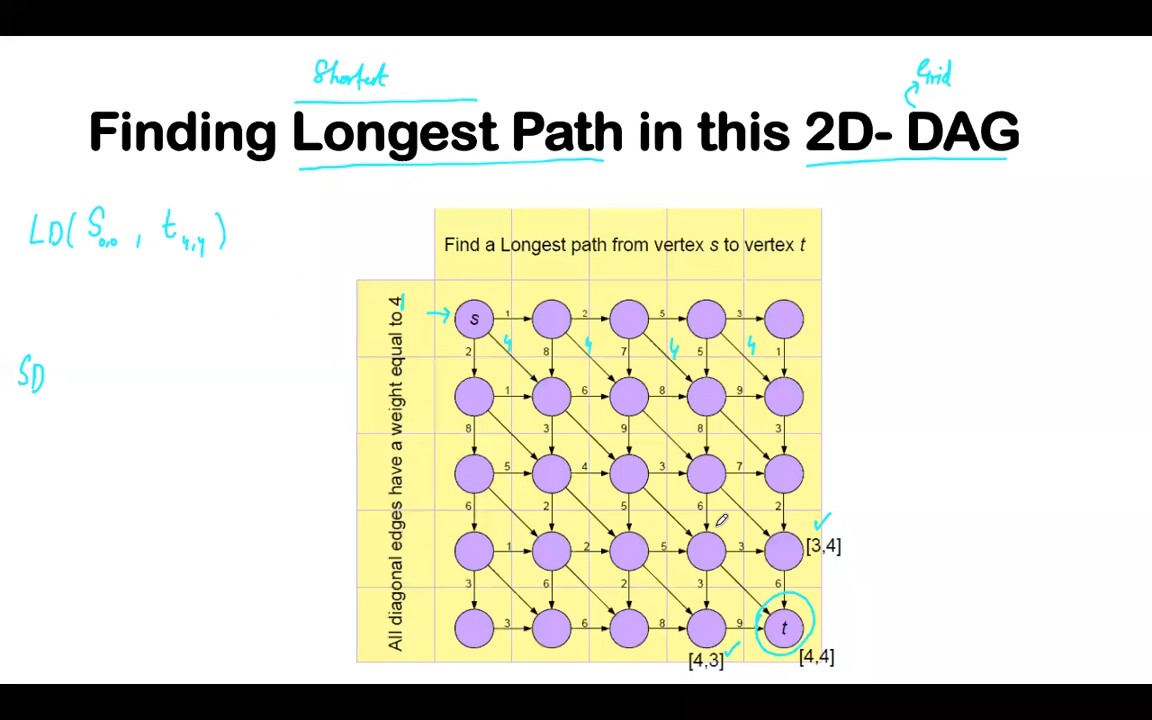 Shortest
Grid
Finding Longest Path in this 2D- DAG
LD( S0,0 , t4,4 )
Find a Longest path from vertex s to vertex t
All diagonal edges have a weight equal to 4
s 1 2 5 3
4 4 4 4
2 8 7 5 1
1 6 8 9
SD
8 3 9 8 3
5 4 3 7
6 2 5 6 2
1 2 5 3 [3,4]
3 6 2 3 6
3 6 8 9 t
[4,3] [4,4]